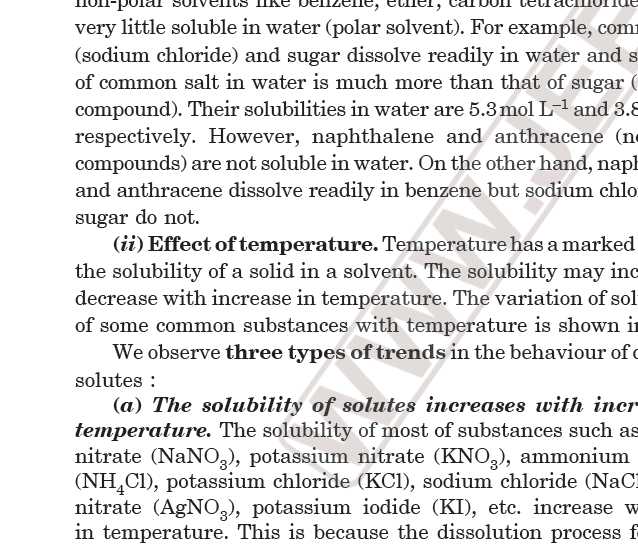 non-polar solvents like benzene, ether, carbon tetrachloride
very little soluble in water (polar solvent). For example, com
(sodium chloride) and sugar dissolve readily in water and s
of common salt in water is much more than that of sugar (
compound). Their solubilities in water are 5.3 mol L⁻¹ and 3.8
respectively. However, naphthalene and anthracene (no
compounds) are not soluble in water. On the other hand, naph
and anthracene dissolve readily in benzene but sodium chlo
sugar do not.
(ii) Effect of temperature. Temperature has a marked
the solubility of a solid in a solvent. The solubility may inc
decrease with increase in temperature. The variation of sol
of some common substances with temperature is shown in
We observe three types of trends in the behaviour of
solutes :
(a) The solubility of solutes increases with incr
temperature. The solubility of most of substances such as
nitrate (NaNO₃), potassium nitrate (KNO₃), ammonium
(NH₄Cl), potassium chloride (KCl), sodium chloride (NaCl
nitrate (AgNO₃), potassium iodide (KI), etc. increase w
in temperature. This is because the dissolution process f
WWW.JEE